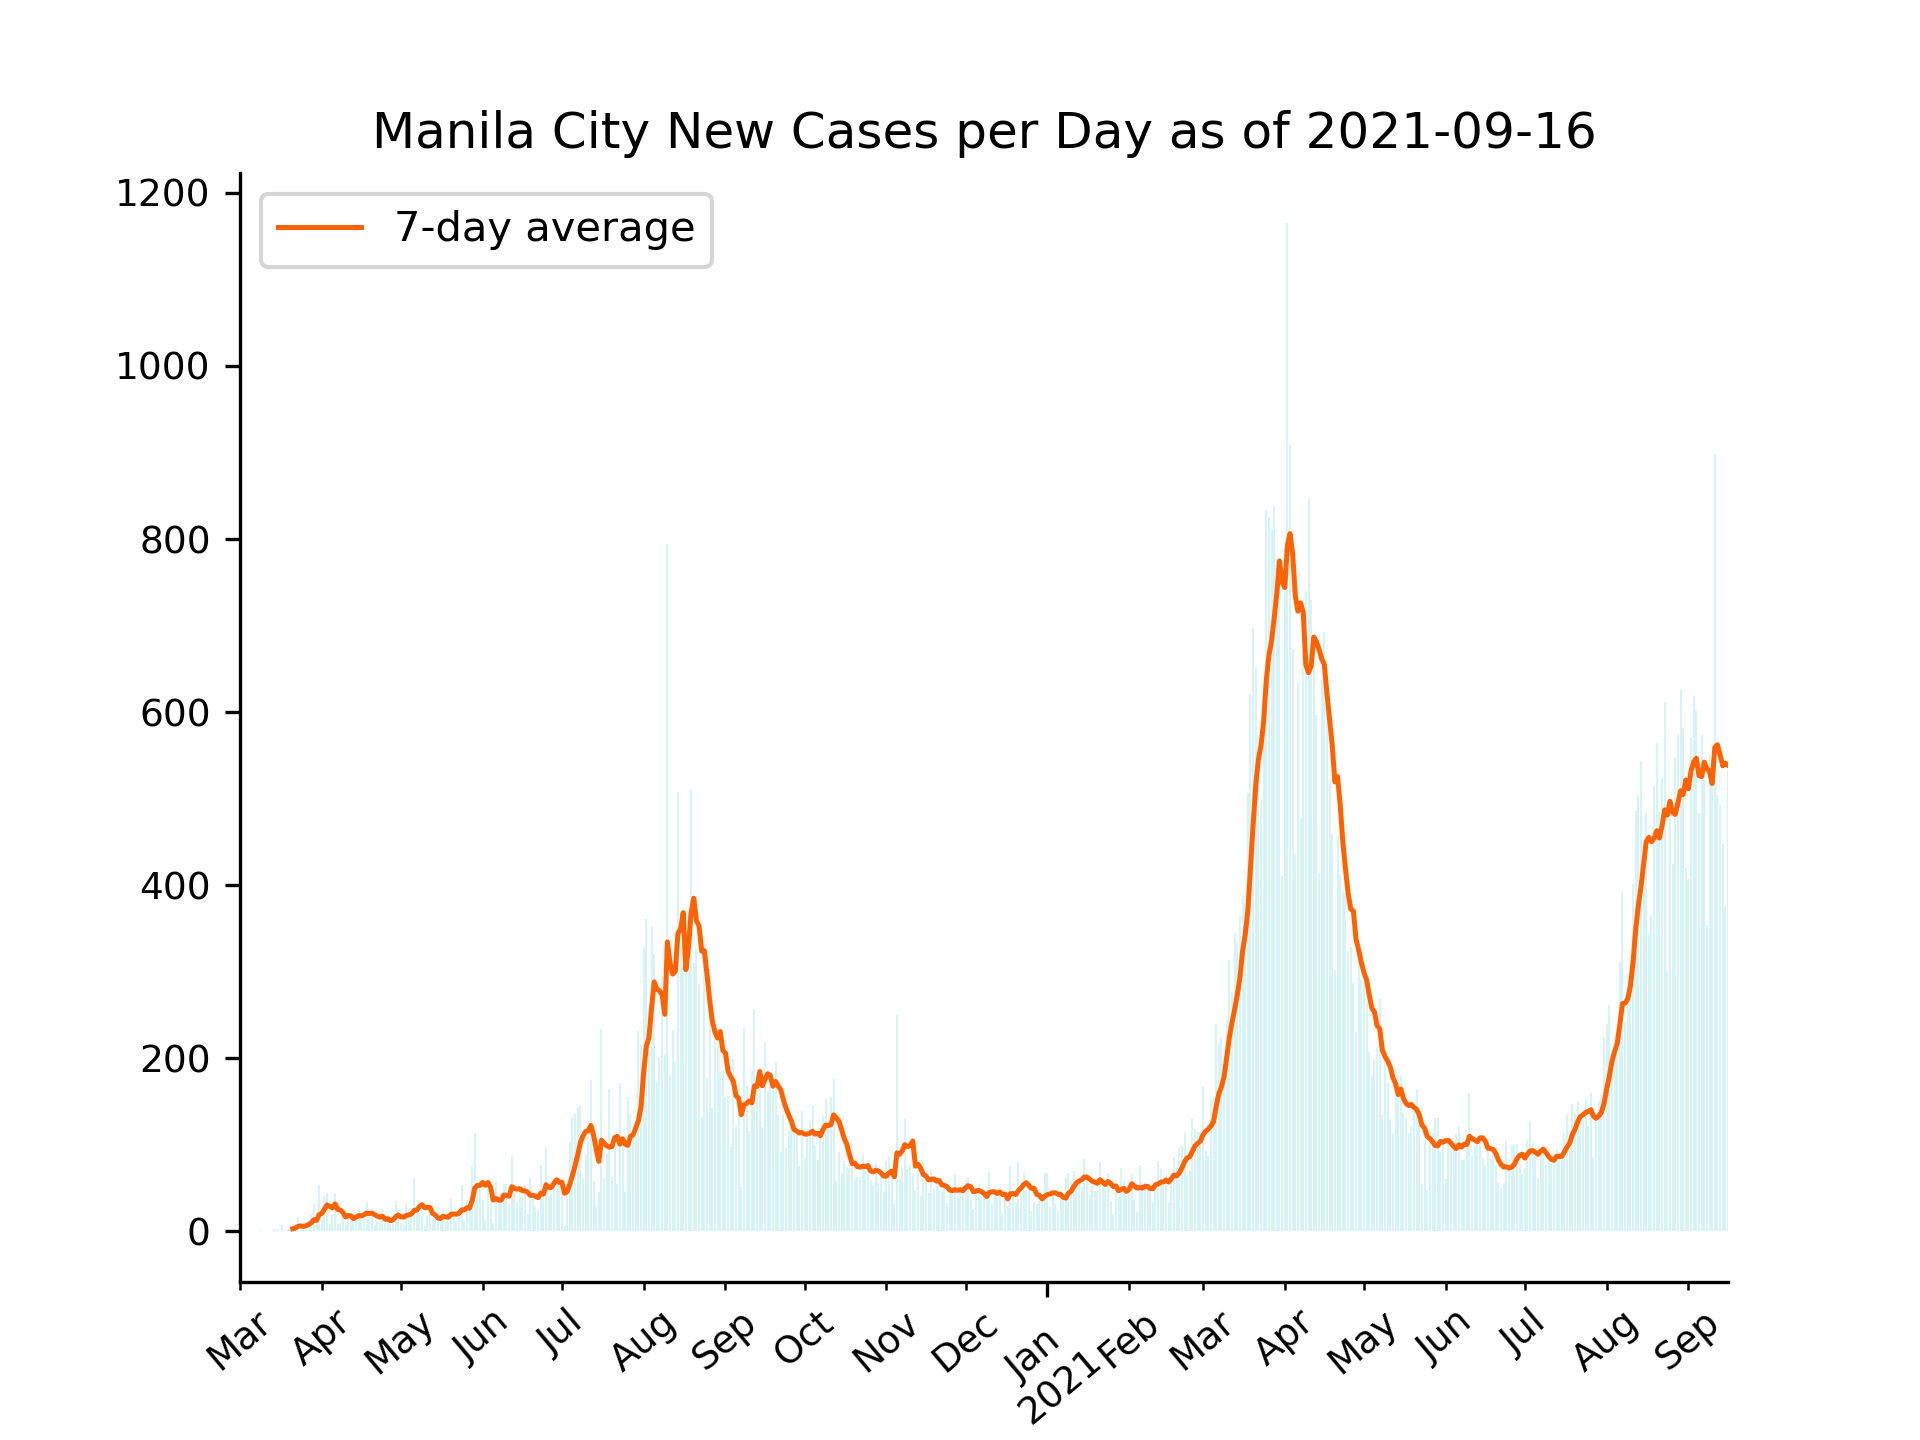 Manila City New Cases per Day as of 2021-09-16
7-day average
1200
1000
800
600
400
200
0
Mar
Apr
May
Jun
Jul
Aug
Sep
Oct
Nov
Dec
Jan
2021
Feb
Mar
Apr
May
Jun
Jul
Aug
Sep